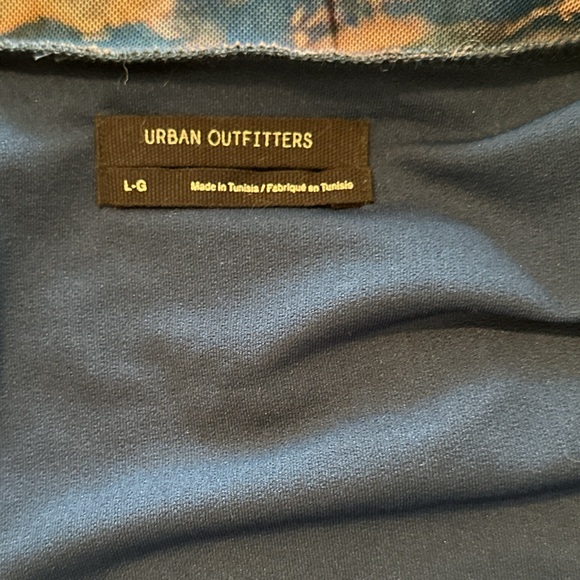 URBAN OUTFITTERS
L-G Made in Tunisia / Fabriqué en Tunisie